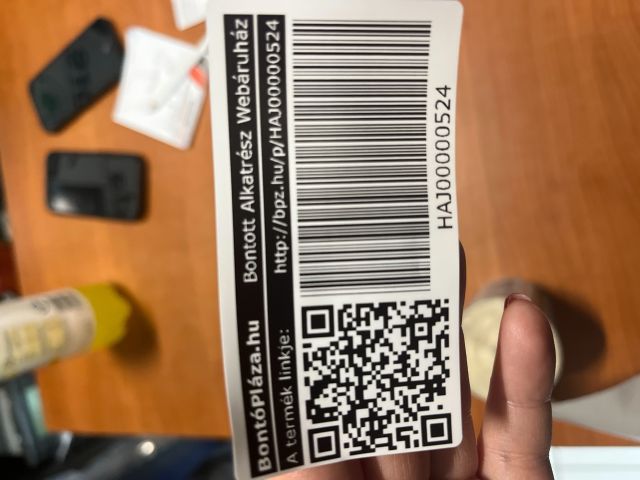 BontóPláza.hu Bontott Alkatrész Webáruház
A termék linkje: http://bpz.hu/p/HAJ00000524
HAJ00000524